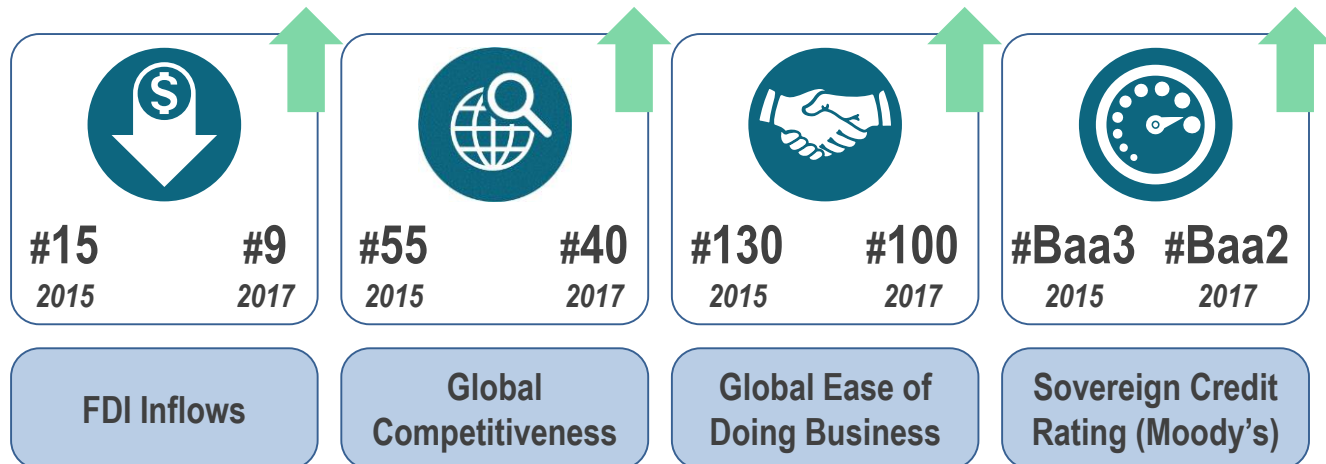 $
#15 #9
2015 2017
FDI Inflows
#55 #40
2015 2017
Global
Competitiveness
#130 #100
2015 2017
Global Ease of
Doing Business
#Baa3 #Baa2
2015 2017
Sovereign Credit
Rating (Moody’s)